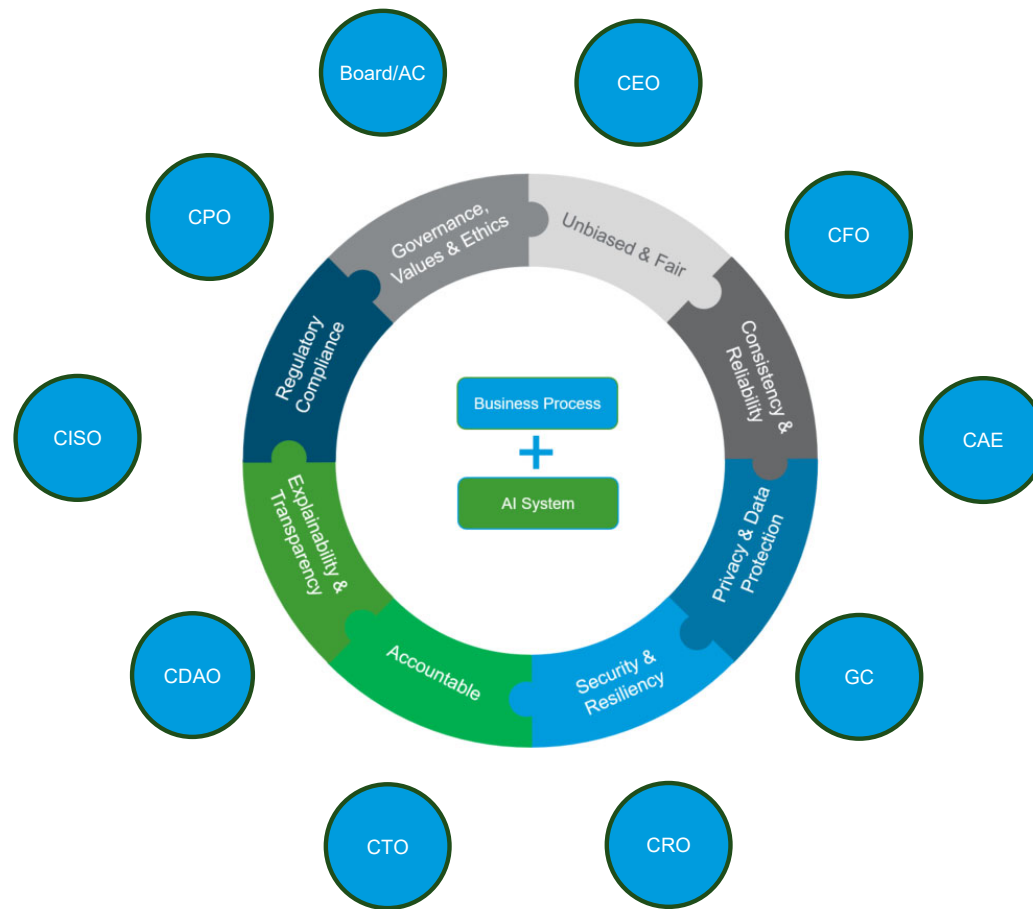 Board/AC
CEO
CPO
CFO
Governance,
Values & Ethics
Unbiased & Fair
Regulatory
Compliance
Consistency &
Reliability
Business Process
+
AI System
CISO
CAE
Explainability &
Transparency
Privacy & Data
Protection
Accountable
Security &
Resiliency
CDAO
GC
CTO
CRO